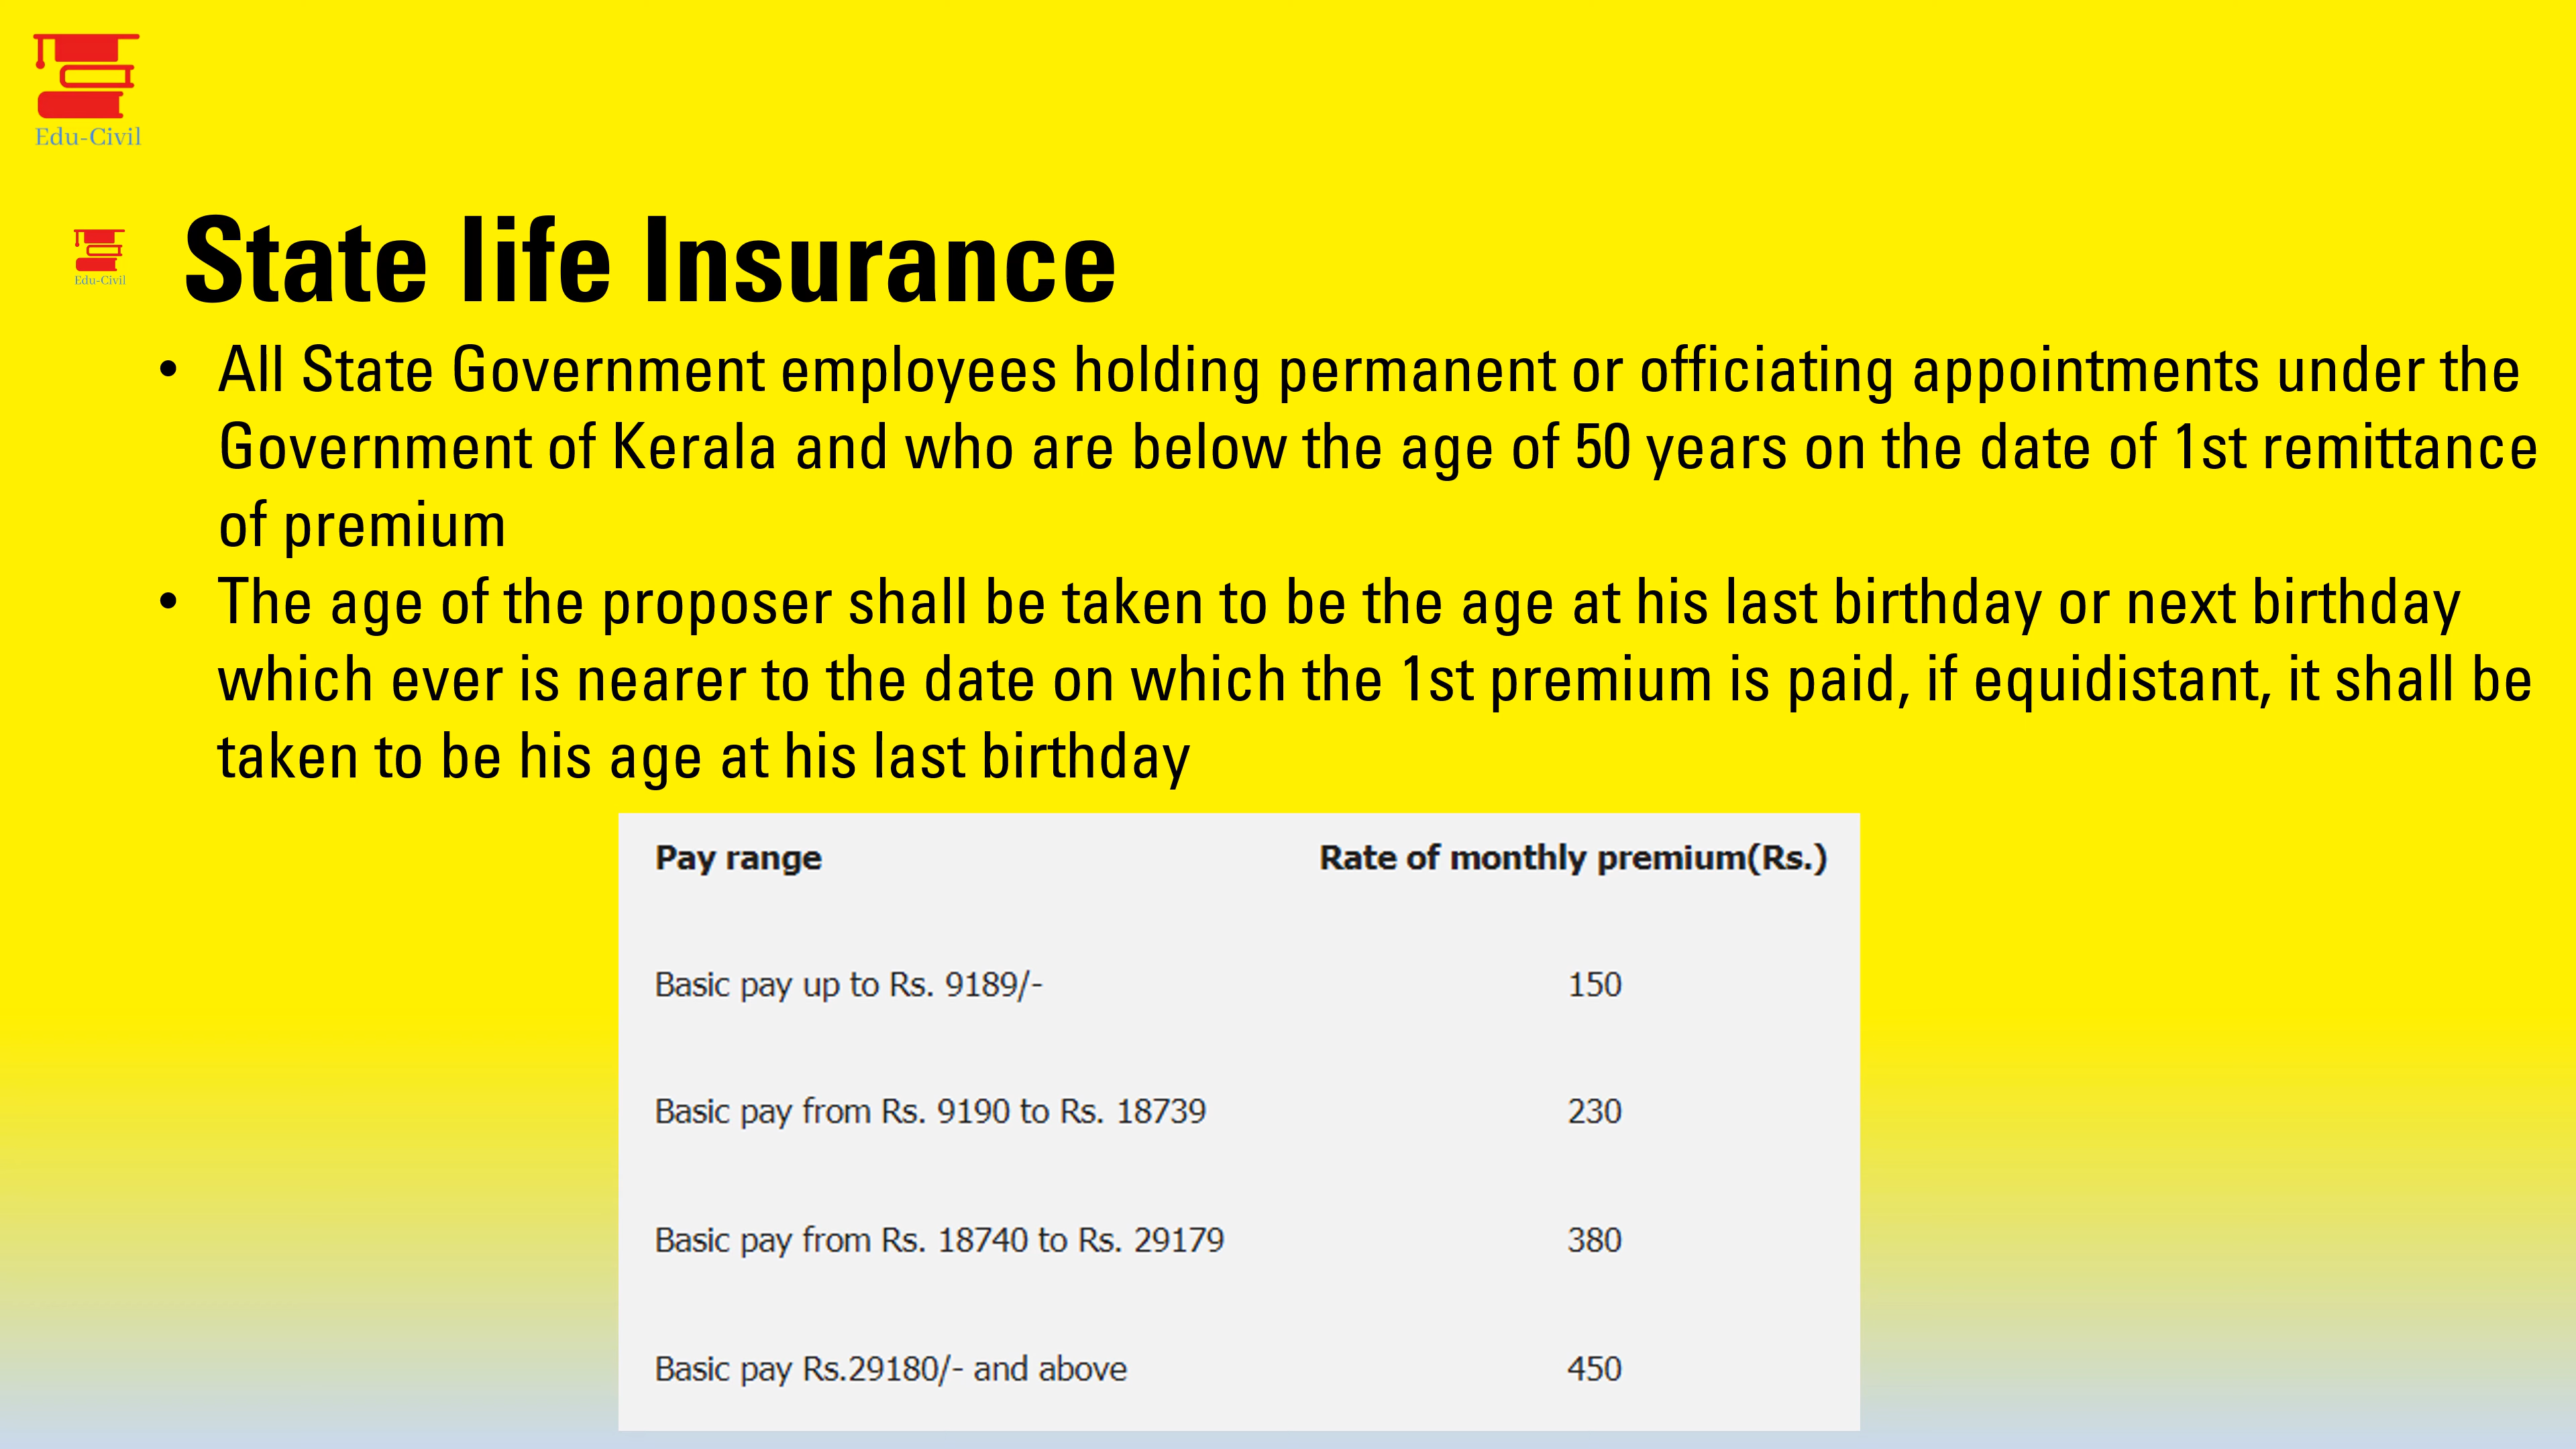 Edu-Civil
Edu-Civil
State life Insurance
• All State Government employees holding permanent or officiating appointments under the
Government of Kerala and who are below the age of 50 years on the date of 1st remittance
of premium
• The age of the proposer shall be taken to be the age at his last birthday or next birthday
which ever is nearer to the date on which the 1st premium is paid, if equidistant, it shall be
taken to be his age at his last birthday
Pay range Rate of monthly premium(Rs.)
Basic pay up to Rs. 9189/- 150
Basic pay from Rs. 9190 to Rs. 18739 230
Basic pay from Rs. 18740 to Rs. 29179 380
Basic pay Rs.29180/- and above 450